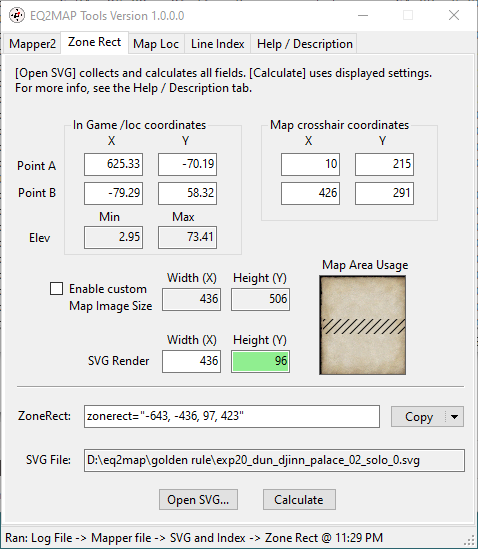 EQ2MAP Tools Version 1.0.0.0
Mapper2 Zone Rect Map Loc Line Index Help / Description
[Open SVG] collects and calculates all fields. [Calculate] uses displayed settings.
For more info, see the Help / Description tab.
In Game /loc coordinates Map crosshair coordinates
X Y X Y
Point A 625.33 -70.19 10 215
Point B -79.29 58.32 426 291
Min Max
Elev 2.95 73.41
Map Area Usage
Width (X) Height (Y)
Enable custom
Map Image Size 436 506
Width (X) Height (Y)
SVG Render 436 96
ZoneRect: zonerect="-643, -436, 97, 423" Copy
SVG File: D:\eq2map\golden rule\exp20_dun_djinn_palace_02_solo_0.svg
Open SVG... Calculate
Ran: Log File -> Mapper file -> SVG and Index -> Zone Rect @ 11:29 PM